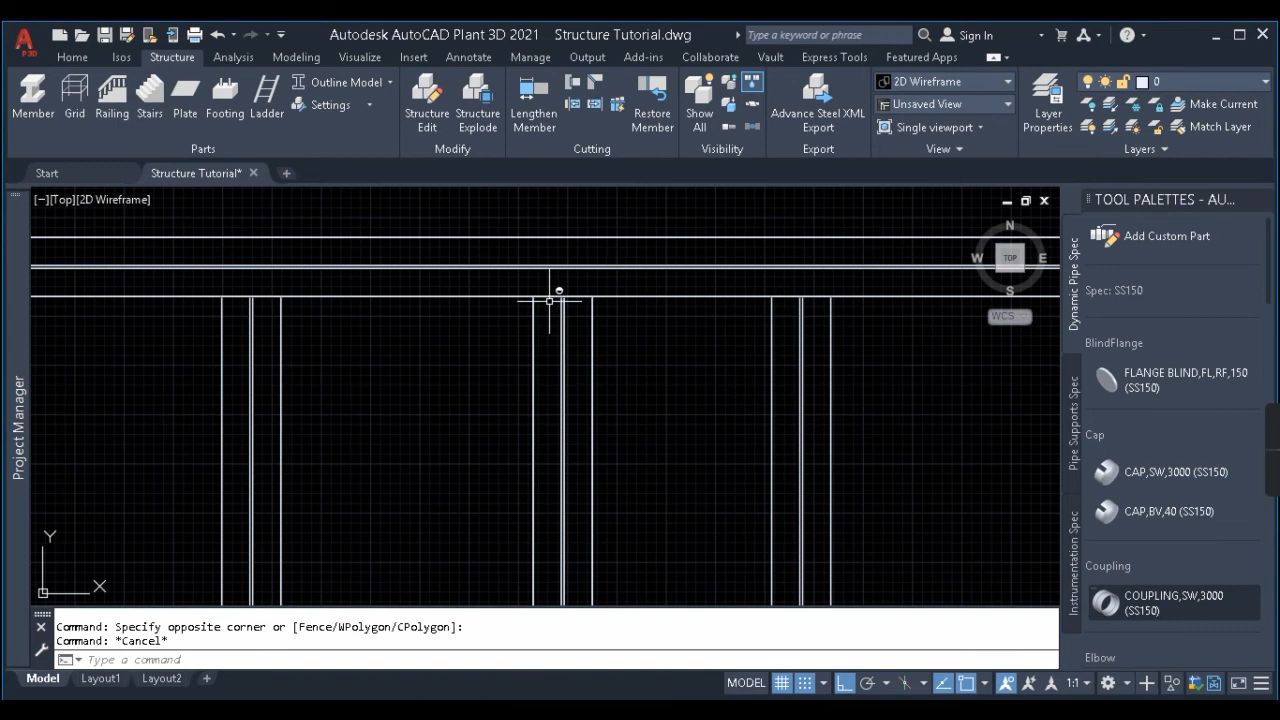 Autodesk AutoCAD Plant 3D 2021 Structure Tutorial.dwg
Type a keyword or phrase
Sign In
P3D
Home Isos Structure Analysis Modeling Visualize Insert Annotate Manage Output Add-ins Collaborate Vault Express Tools Featured Apps
Member
Grid
Railing
Stairs
Plate
Footing
Ladder
Outline Model
Settings
Parts
Structure
Edit
Structure
Explode
Modify
Lengthen
Member
Restore
Member
Cutting
Show
All
Visibility
Advance Steel XML
Export
Export
2D Wireframe
Unsaved View
Single viewport
View
Layer
Properties
0
Make Current
Match Layer
Layers
Start
Structure Tutorial*
[−][Top][2D Wireframe]
N
W TOP E
S
WCS
Project Manager
Y
X
TOOL PALETTES - AU...
Add Custom Part
Spec: SS150
BlindFlange
FLANGE BLIND,FL,RF,150
(SS150)
Cap
CAP,SW,3000 (SS150)
CAP,BV,40 (SS150)
Coupling
COUPLING,SW,3000
(SS150)
Elbow
Dynamic Pipe Spec
Pipe Supports Spec
Instrumentation Spec
Command: Specify opposite corner or [Fence/WPolygon/CPolygon]:
Command: *Cancel*
Type a command
Model Layout1 Layout2
MODEL
1:1